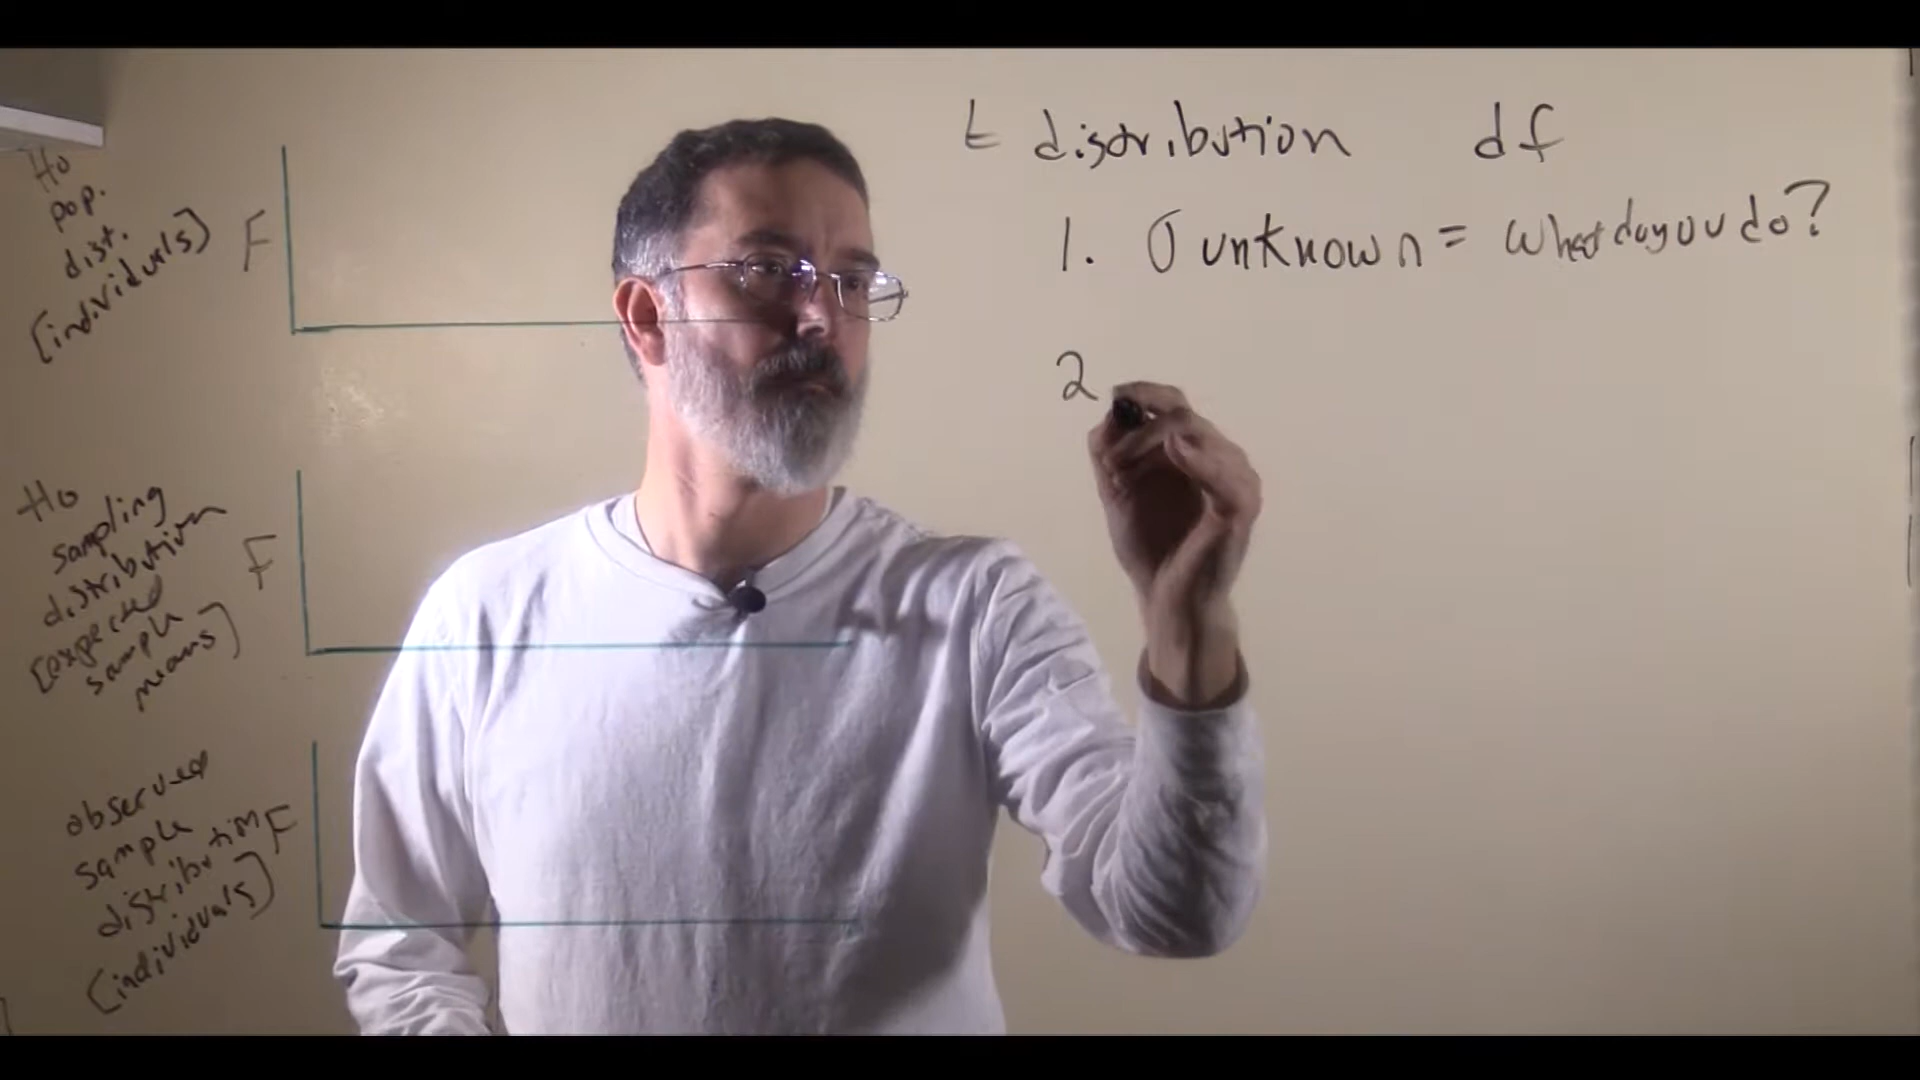 t distribution df
1. σ unknown = What do you do?
2
Ho
pop.
dist.
[individuals]
F
Ho
sampling
distribution
[expected
sample
means]
F
observed
sample
distribution
[individuals]
F